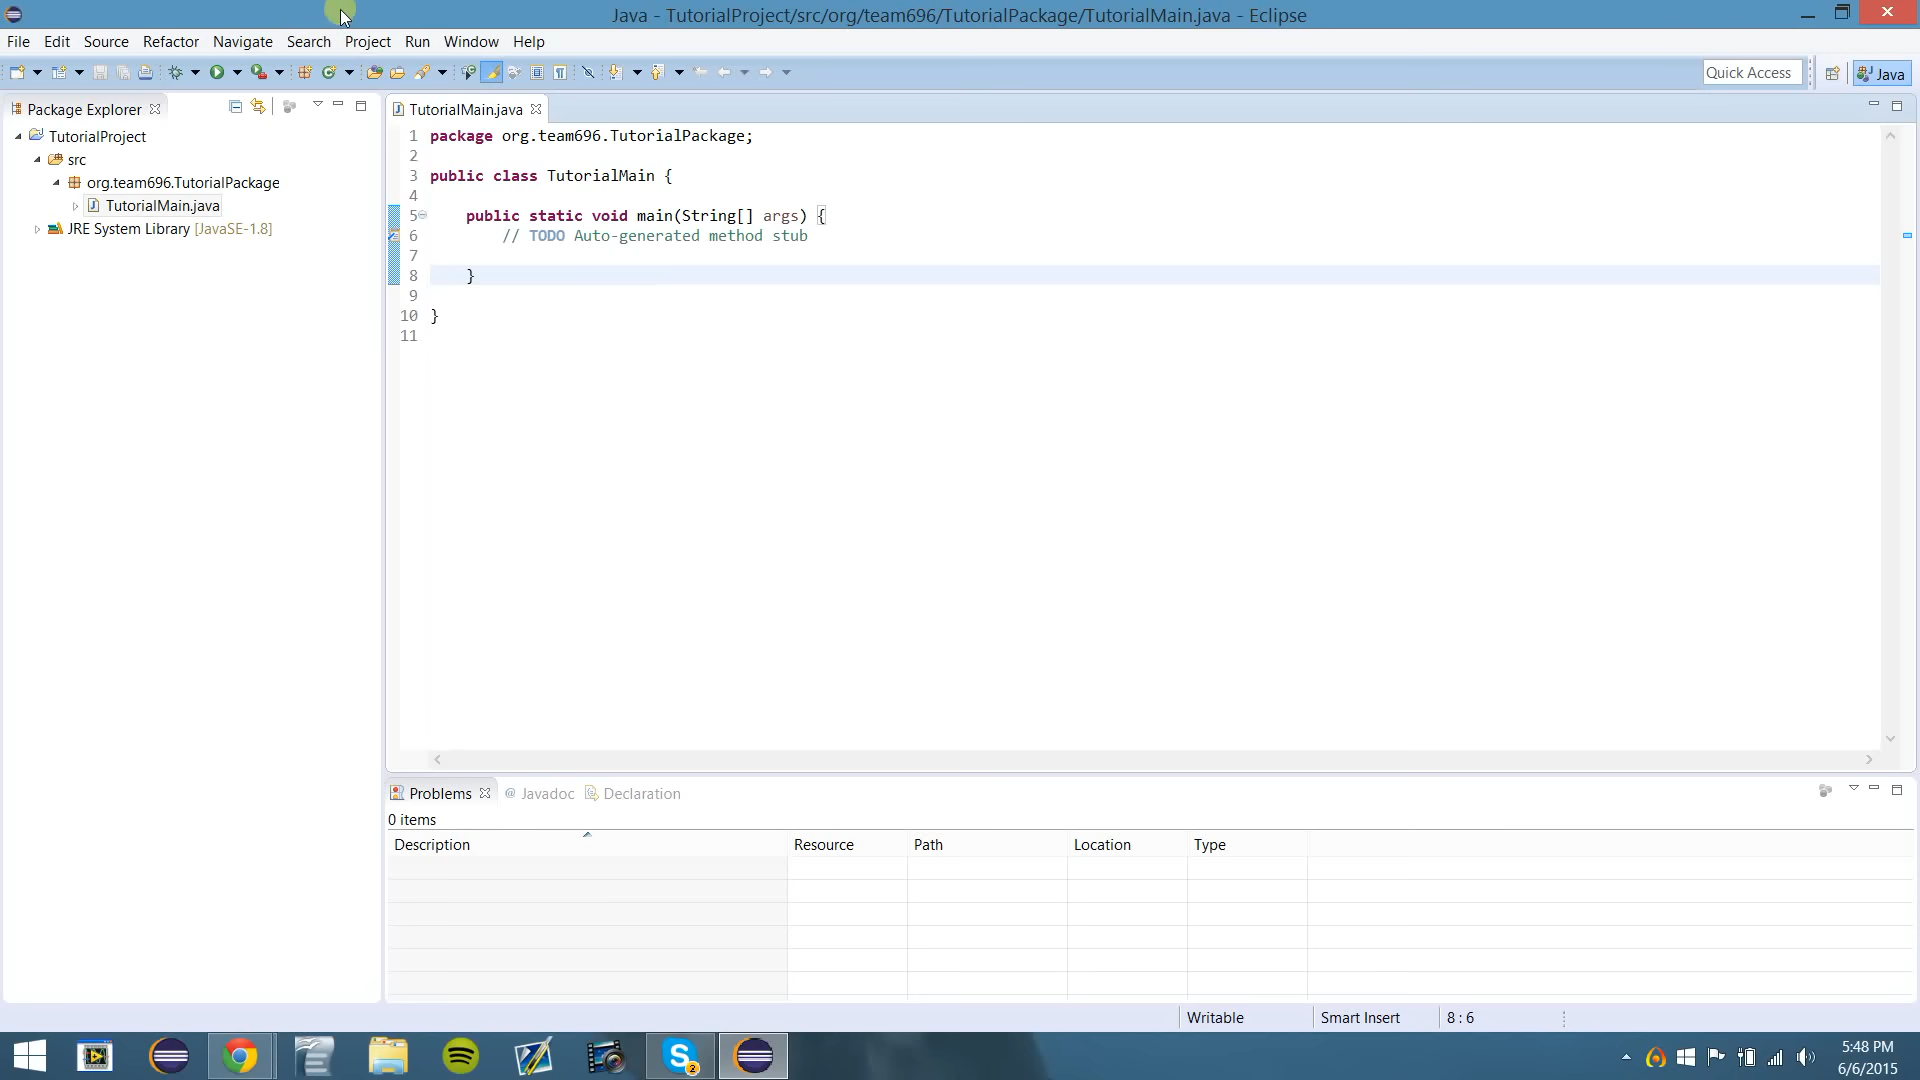 Java - TutorialProject/src/org/team696/TutorialPackage/TutorialMain.java - Eclipse
File Edit Source Refactor Navigate Search Project Run Window Help
Quick Access
Java
Package Explorer
TutorialProject
src
org.team696.TutorialPackage
TutorialMain.java
JRE System Library [JavaSE-1.8]
TutorialMain.java
1 package org.team696.TutorialPackage;
2
3 public class TutorialMain {
4
5 public static void main(String[] args) {
6 // TODO Auto-generated method stub
7
8 }
9
10 }
11
Problems @ Javadoc Declaration
0 items
Description Resource Path Location Type
Writable Smart Insert 8 : 6
2
5:48 PM
6/6/2015